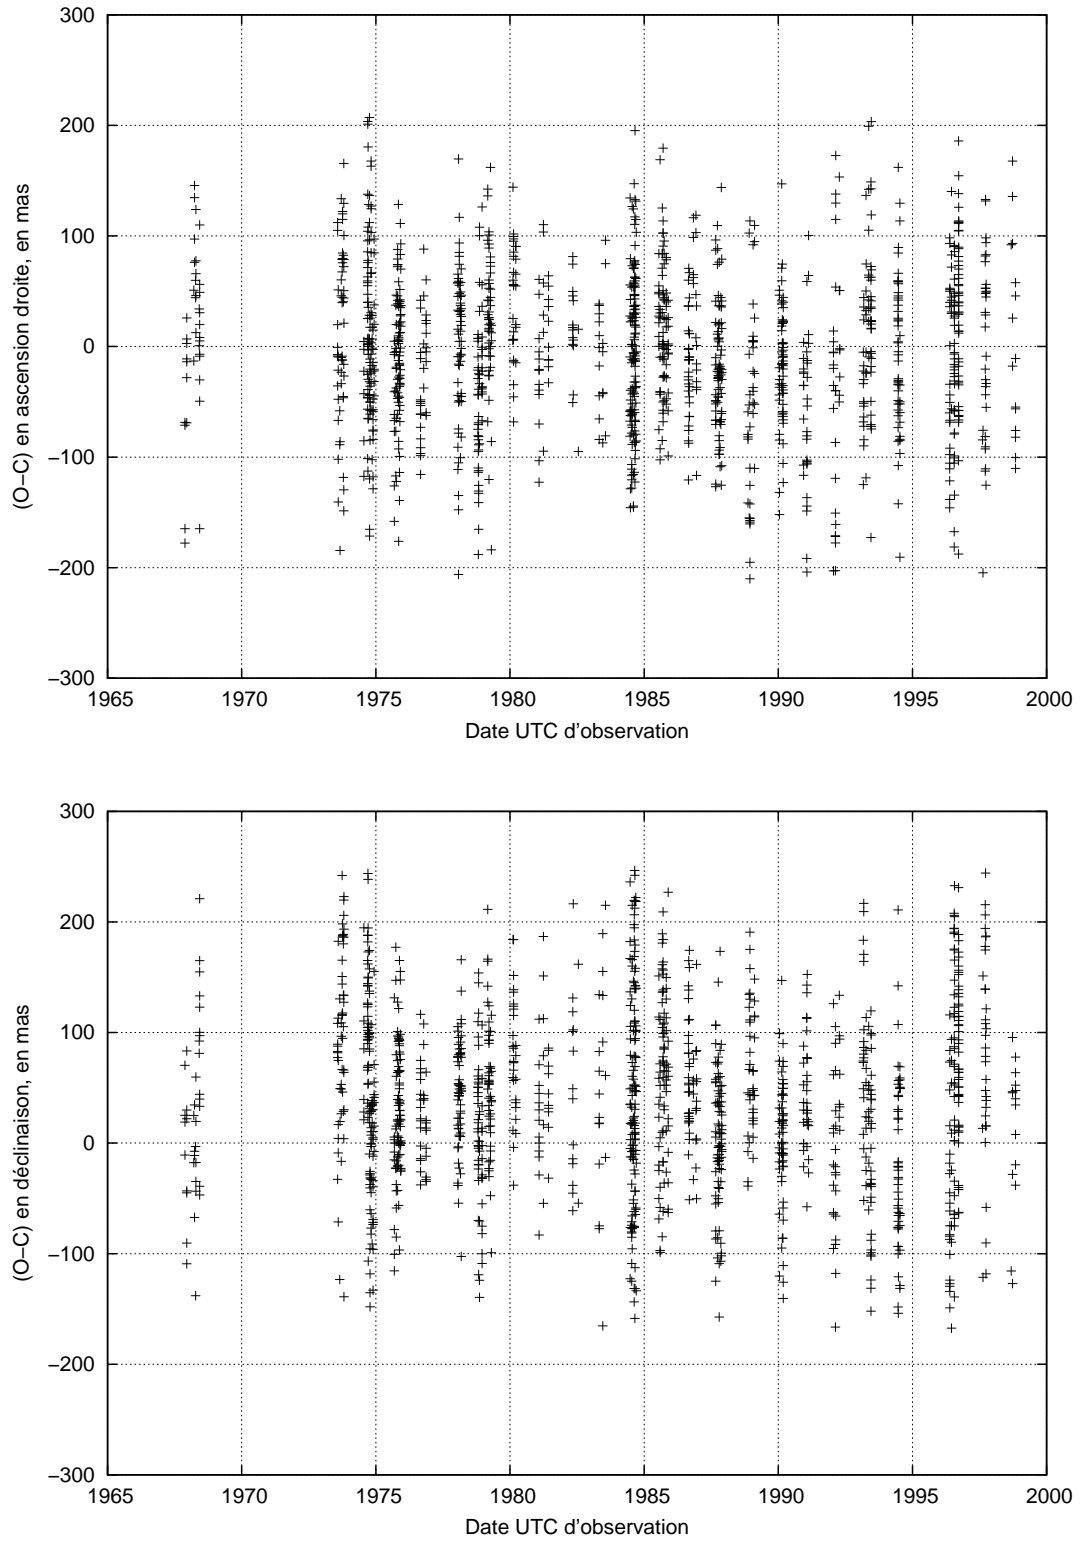 300
200
100
0
−100
−200
−300
(O−C) en ascension droite, en mas
1965 1970 1975 1980 1985 1990 1995 2000
Date UTC d'observation
300
200
100
0
−100
−200
−300
(O−C) en déclinaison, en mas
1965 1970 1975 1980 1985 1990 1995 2000
Date UTC d'observation